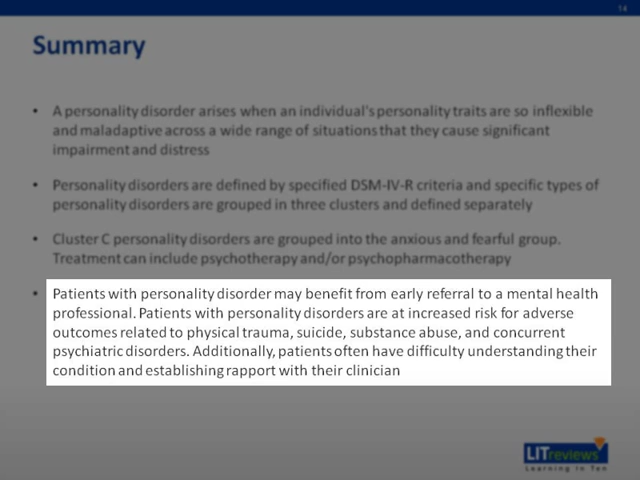 14
Summary
• A personality disorder arises when an individual's personality traits are so inflexible
and maladaptive across a wide range of situations that they cause significant
impairment and distress
• Personality disorders are defined by specified DSM-IV-R criteria and specific types of
personality disorders are grouped in three clusters and defined separately
• Cluster C personality disorders are grouped into the anxious and fearful group.
Treatment can include psychotherapy and/or psychopharmacotherapy
• Patients with personality disorder may benefit from early referral to a mental health
professional. Patients with personality disorders are at increased risk for adverse
outcomes related to physical trauma, suicide, substance abuse, and concurrent
psychiatric disorders. Additionally, patients often have difficulty understanding their
condition and establishing rapport with their clinician
LITreviews
Learning in Ten